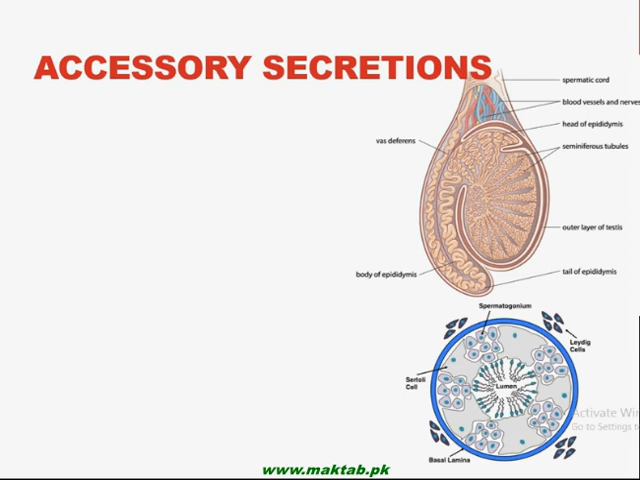 ACCESSORY SECRETIONS
spermatic cord
blood vessels and nerves
head of epididymis
vas deferens
seminiferous tubules
outer layer of testis
body of epididymis
tail of epididymis
Spermatogonium
Leydig
Cells
Sertoli
Cell
Lumen
Activate Win
Go to Settings t
Basal Lamina
www.maktab.pk